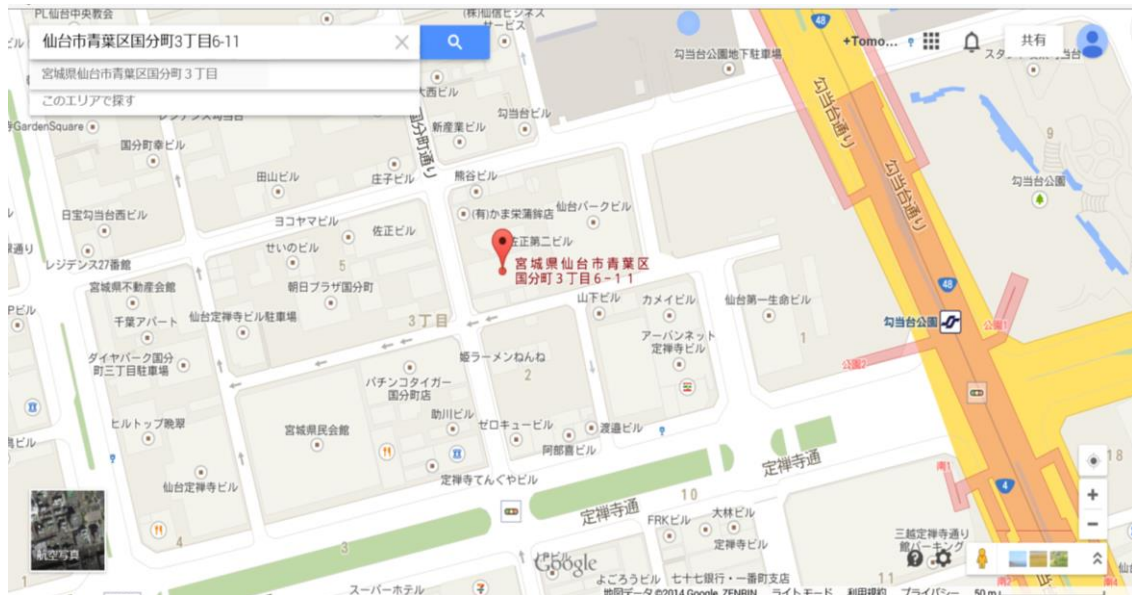 PL仙台中央教会
(株)仙信ビジネス
サービス
仙台市青葉区国分町3丁目6-11
宮城県仙台市青葉区国分町３丁目
このエリアで探す
+Tomo...
共有
勾当台公園地下駐車場
48
大西ビル
勾当台ビル
新産業ビル
GardenSquare
国分町幸ビル
国分町通り
勾当台通り
勾当台通り
9
勾当台公園
田山ビル
庄子ビル
熊谷ビル
日宝勾当台西ビル
ヨコヤマビル
佐正ビル
(有)かま栄蒲鉾店
仙台パークビル
せいのビル
5
佐正第二ビル
レジデンス27番館
宮城県仙台市青葉区
国分町３丁目６−１１
宮城県不動産会館
朝日プラザ国分町
山下ビル
カメイビル
仙台第一生命ビル
48
千葉アパート
仙台定禅寺ビル駐車場
3丁目
勾当台公園
公園1
アーバンネット
定禅寺ビル
1
ダイヤパーク国分
町三丁目駐車場
姫ラーメンねんね
2
公園2
パチンコタイガー
国分町店
助川ビル
ヒルトップ晩翠
宮城県民会館
ゼロキュービル
渡邉ビル
阿部喜ビル
定禅寺通
18
仙台定禅寺ビル
定禅寺てんぐやビル
南1
4
10
定禅寺通
大林ビル
FRKビル
定禅寺ビル
三越定禅寺通り
館パーキング
航空写真
4
3
Google
1
スーパーホテル
よごろうビル
七十七銀行・一番町支店
11
南2
南4
地図データ ©2014 Google, ZENRIN
ライトモード
利用規約
プライバシー
50 m